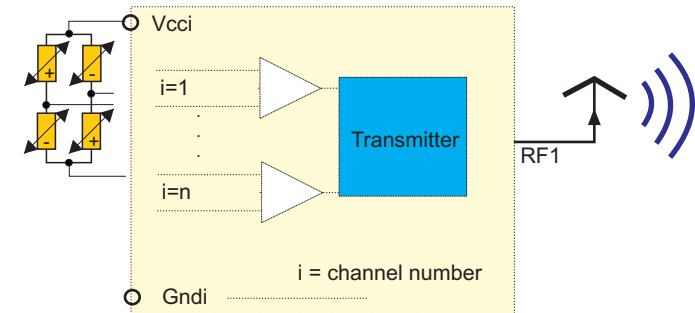 Vcci
+ -
i=1
.
.
.
Transmitter
RF1
- +
i=n
i = channel number
Gndi